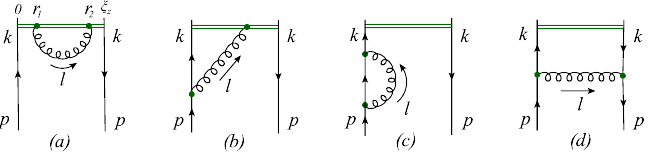 0 r₁ r₂ ξ_z
k k k k k k k k
l l l l
p p p p p p p p
(a) (b) (c) (d)